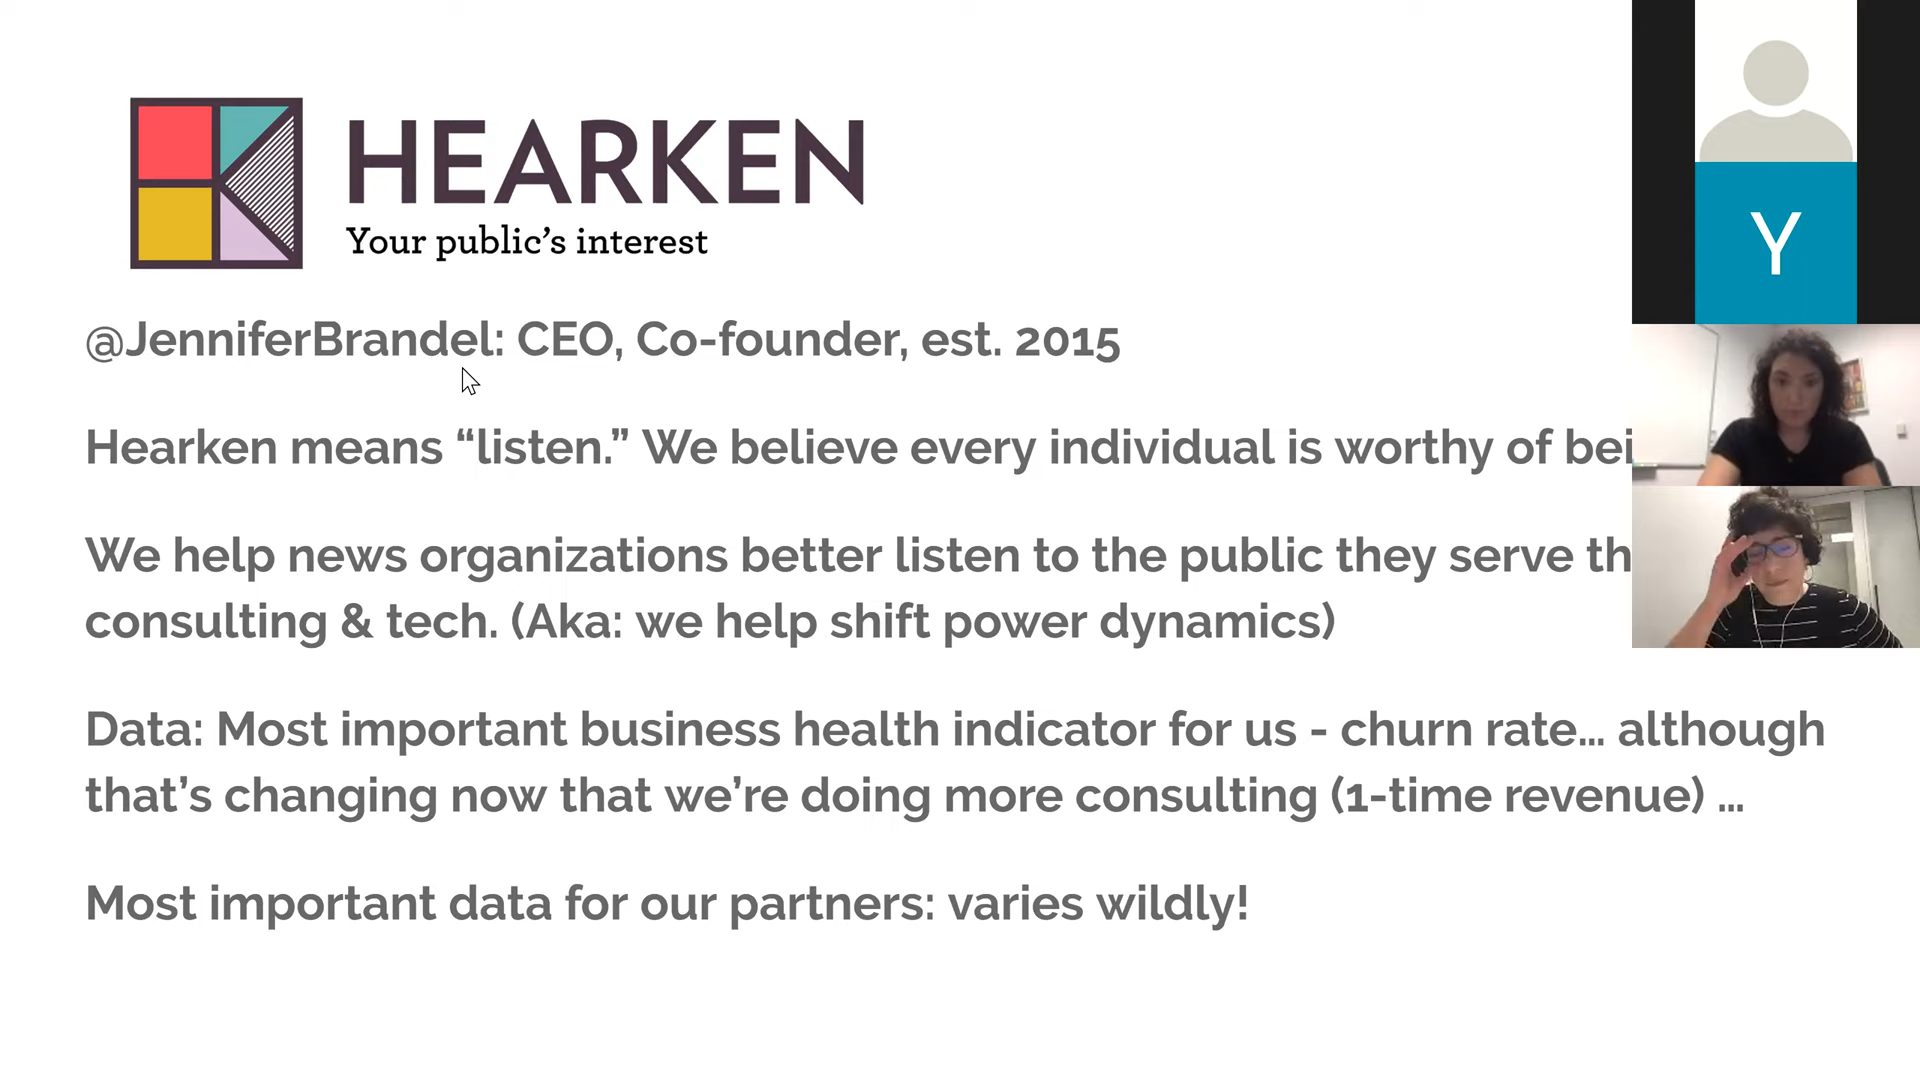 HEARKEN
Your public’s interest
Y
@JenniferBrandel: CEO, Co-founder, est. 2015
Hearken means “listen.” We believe every individual is worthy of
We help news organizations better listen to the public they serve
consulting & tech. (Aka: we help shift power dynamics)
Data: Most important business health indicator for us - churn rate… although
that’s changing now that we’re doing more consulting (1-time revenue) …
Most important data for our partners: varies wildly!